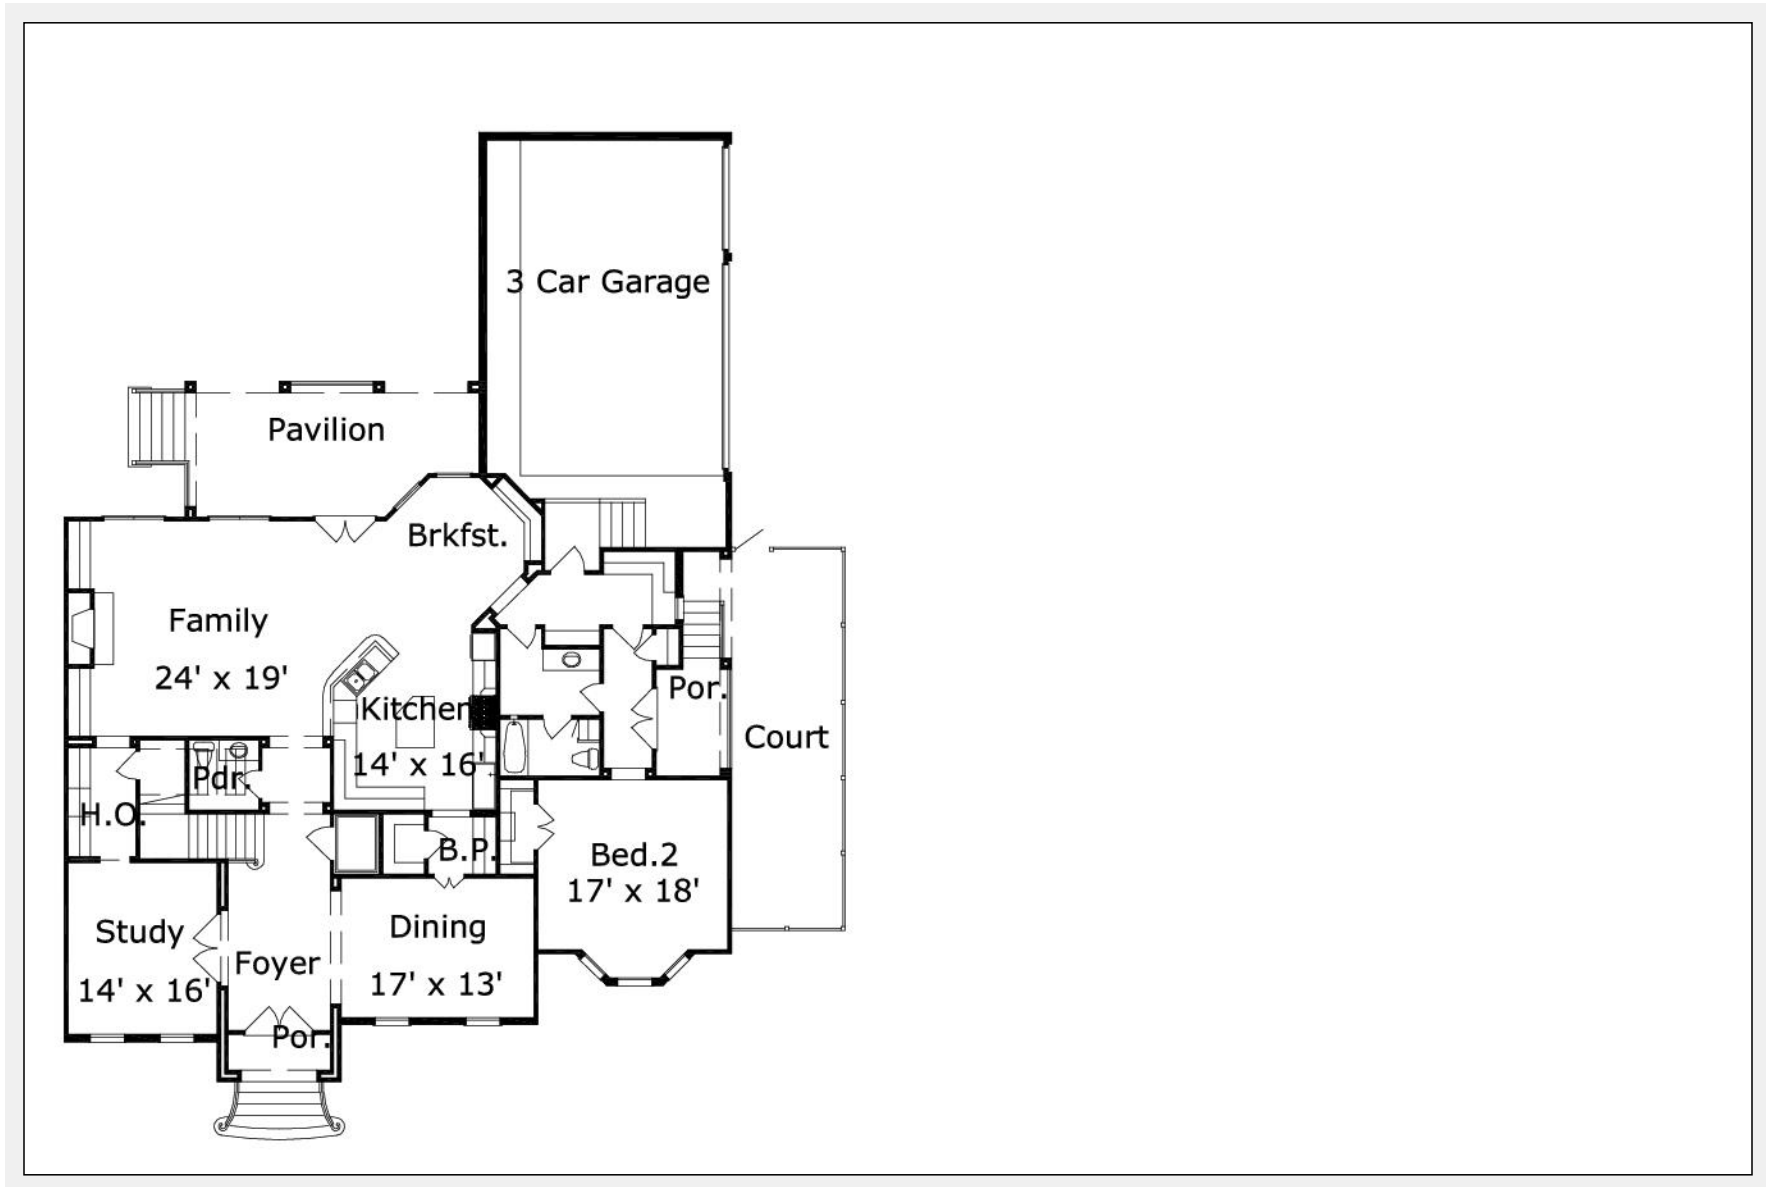 3 Car Garage
Pavilion
Brkfst.
Family
24' x 19'
Kitchen
14' x 16'
Por.
Court
Pdr.
H.O.
B.P.
Bed.2
17' x 18'
Study
14' x 16'
Foyer
Dining
17' x 13'
Por.